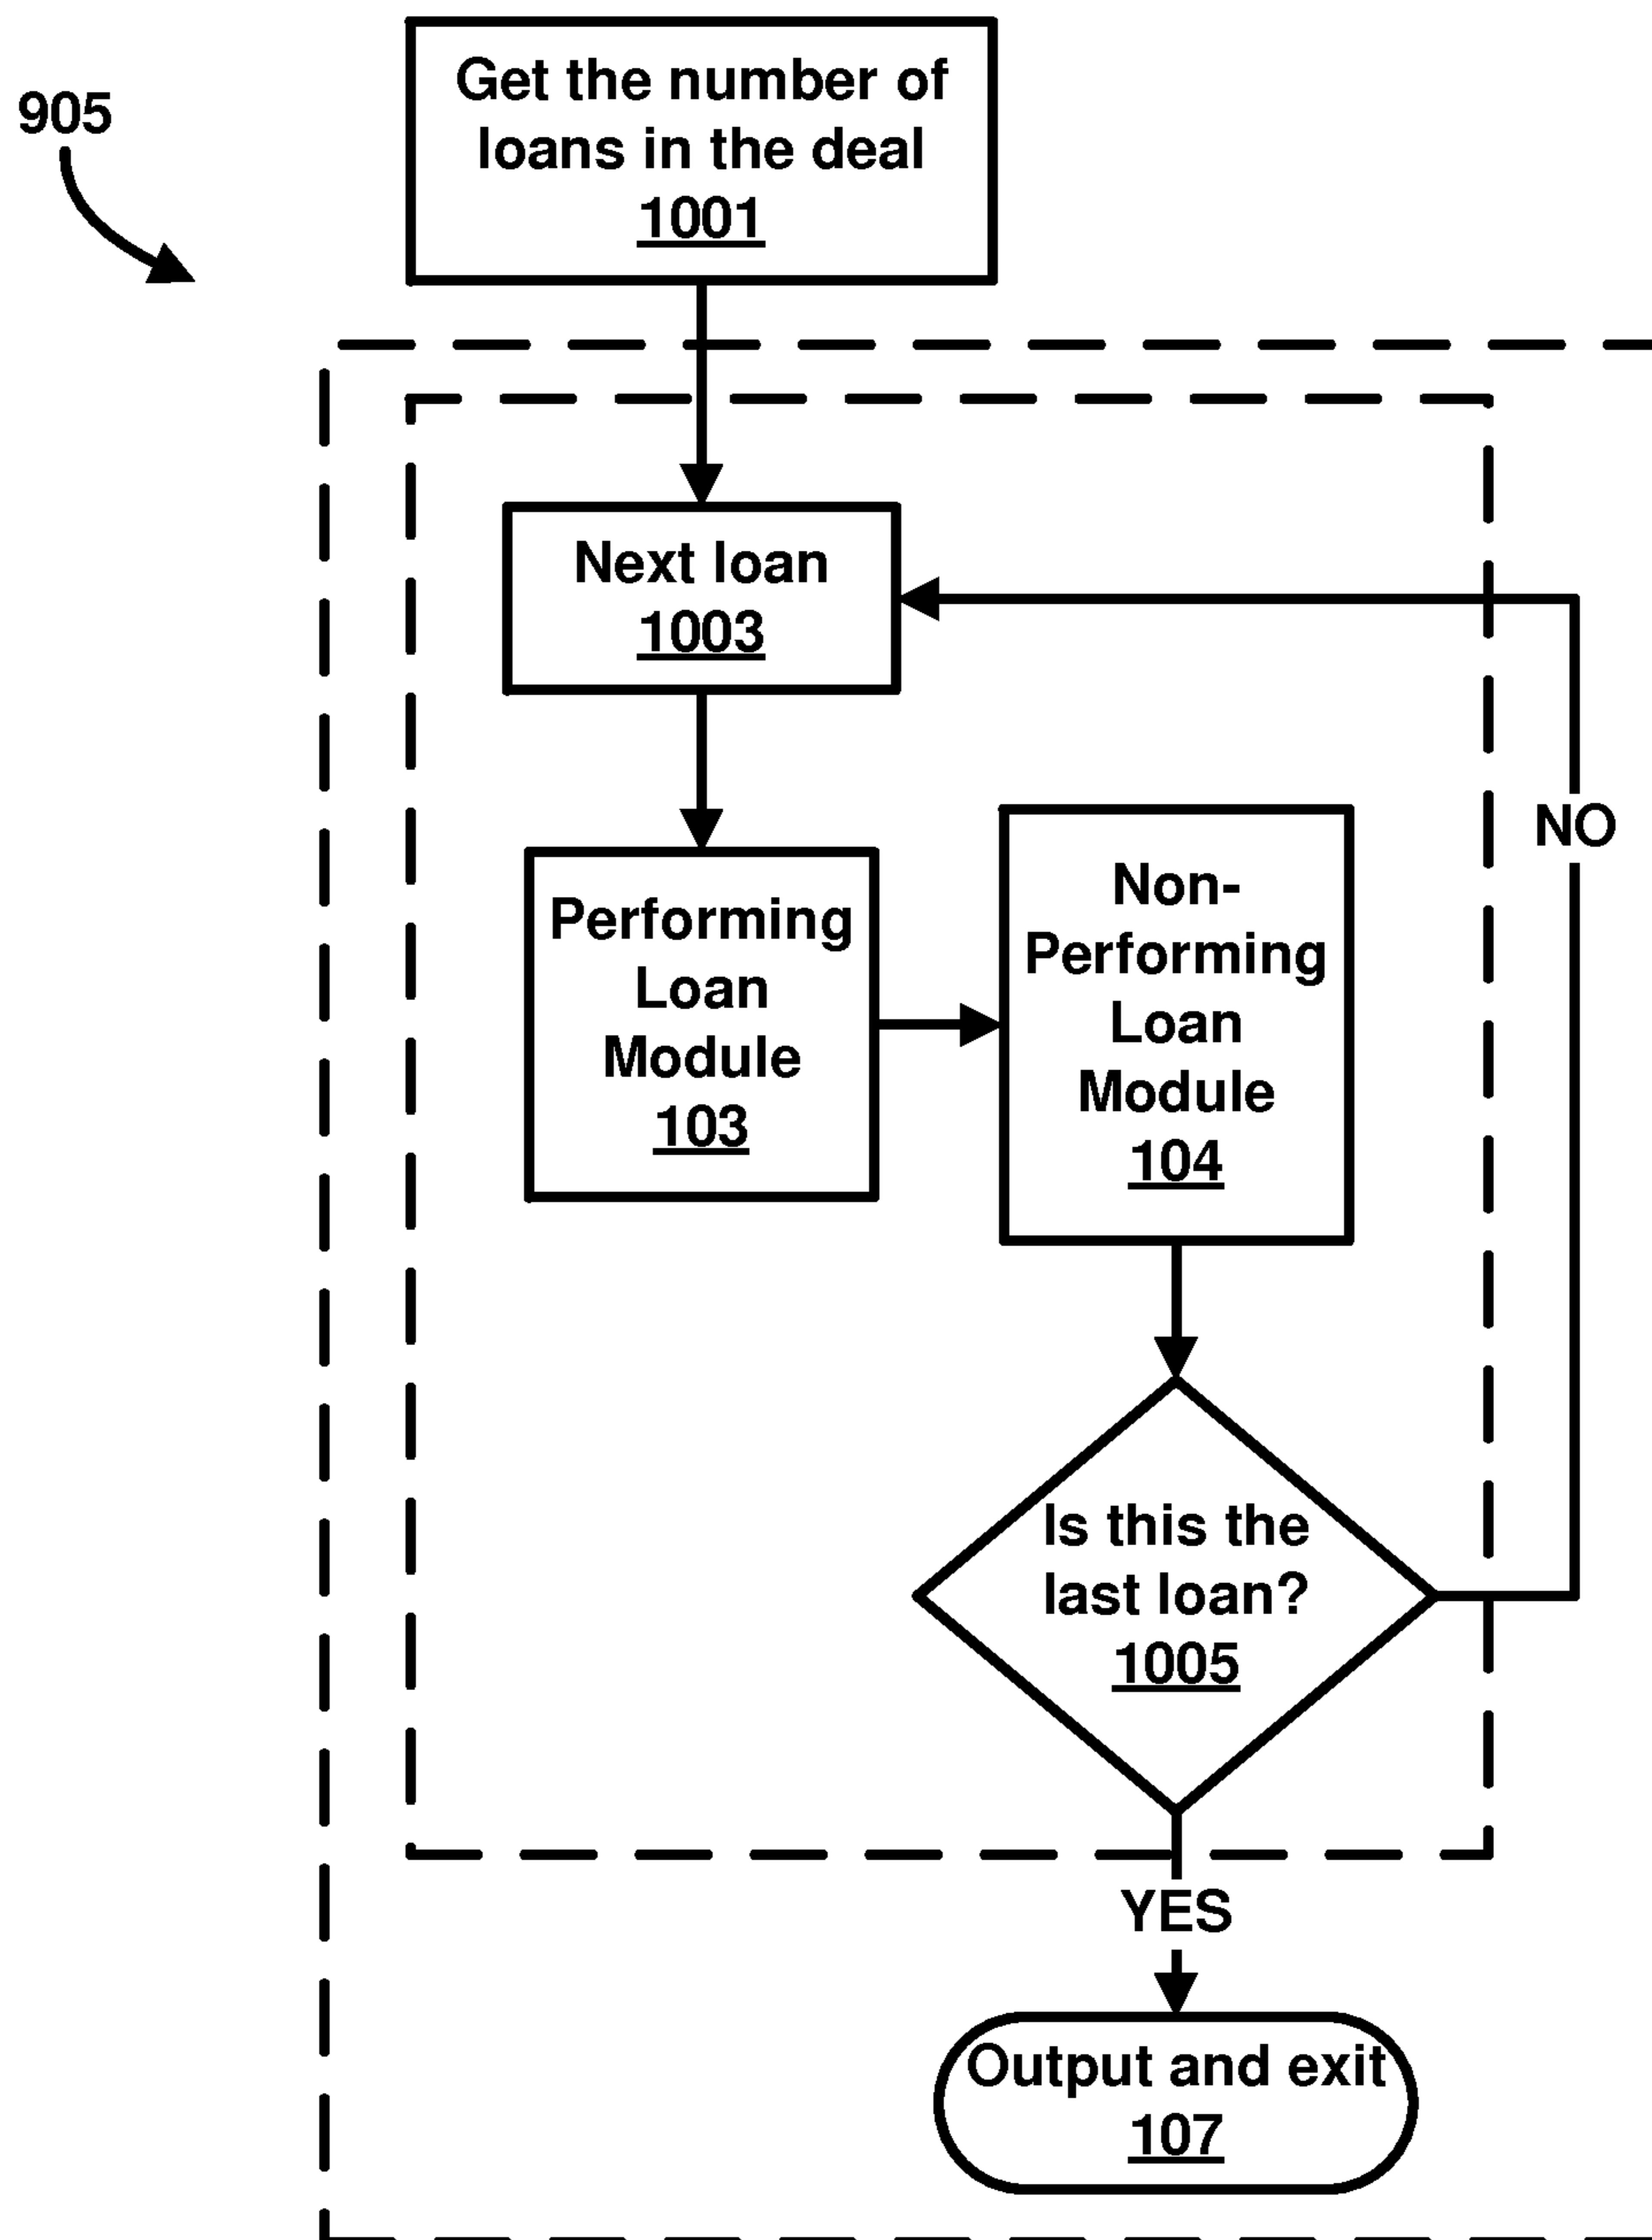 905
Get the number of
loans in the deal
1001
Next loan
1003
NO
Performing
Loan
Module
103
Non-
Performing
Loan
Module
104
Is this the
last loan?
1005
YES
Output and exit
107